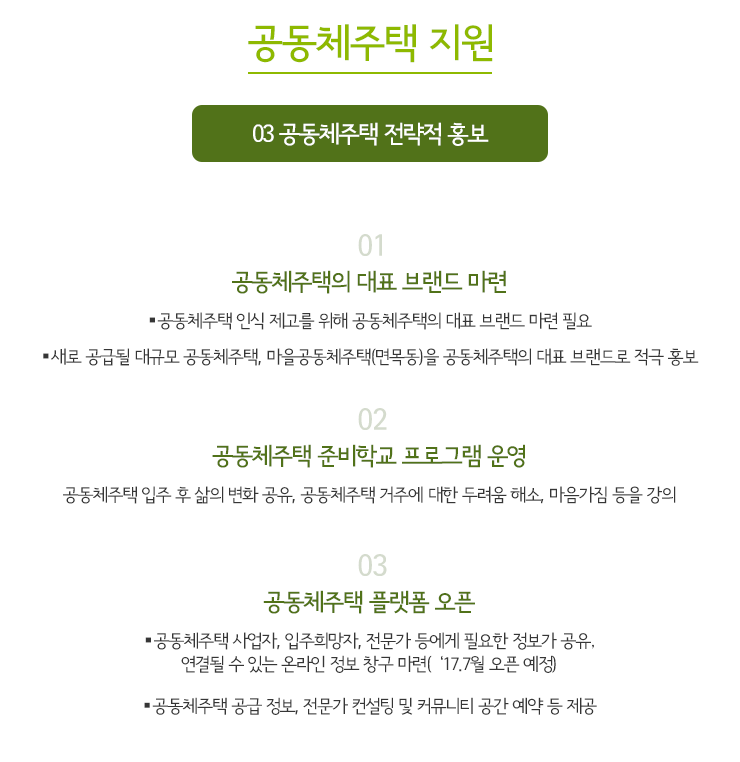 공동체주택 지원
03 공동체주택 전략적 홍보
01
공동체주택의 대표 브랜드 마련
▪공동체주택 인식 제고를 위해 공동체주택의 대표 브랜드 마련 필요
▪새로 공급될 대규모 공동체주택, 마을공동체주택(면목동)을 공동체주택의 대표 브랜드로 적극 홍보
02
공동체주택 준비학교 프로그램 운영
공동체주택 입주 후 삶의 변화 공유, 공동체주택 거주에 대한 두려움 해소, 마음가짐 등을 강의
03
공동체주택 플랫폼 오픈
▪공동체주택 사업자, 입주희망자, 전문가 등에게 필요한 정보가 공유,
연결될 수 있는 온라인 정보 창구 마련( ‘17.7월 오픈 예정)
▪공동체주택 공급 정보, 전문가 컨설팅 및 커뮤니티 공간 예약 등 제공